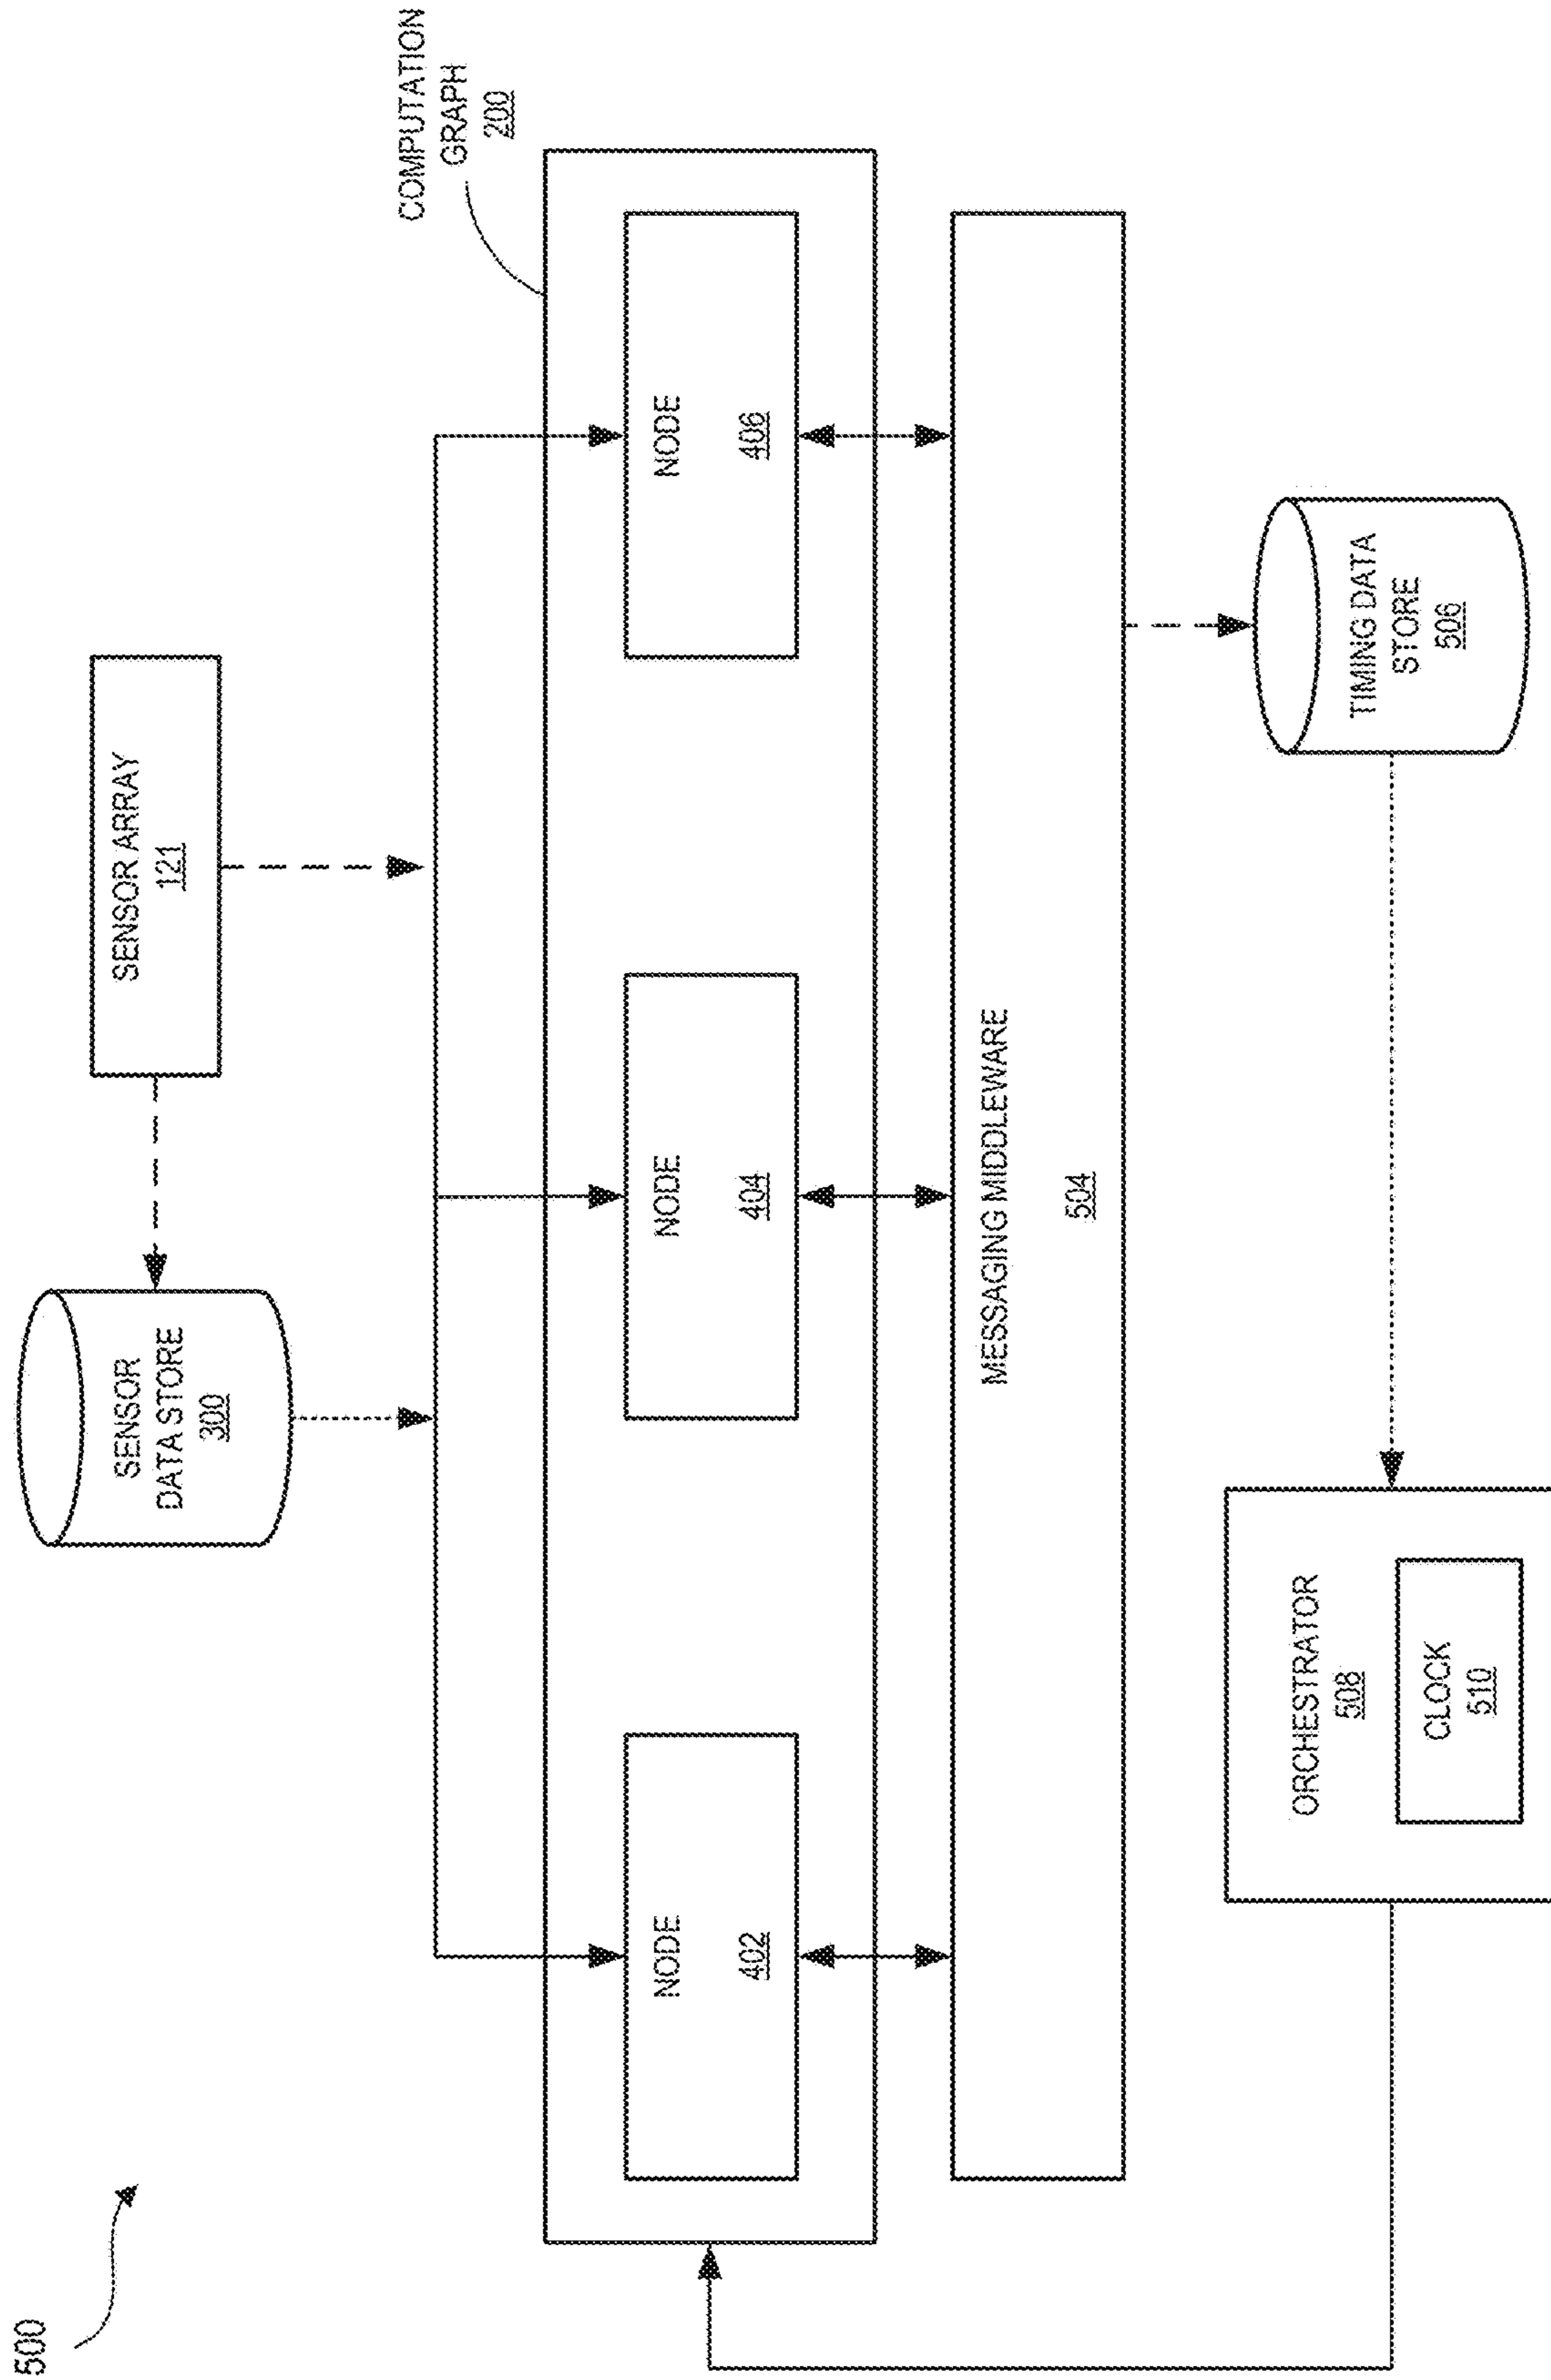 500
SENSOR
DATA STORE
300
SENSOR ARRAY
121
COMPUTATION
GRAPH
200
NODE
402
NODE
404
NODE
406
MESSAGING MIDDLEWARE
504
ORCHESTRATOR
508
CLOCK
510
TIMING DATA
STORE
506